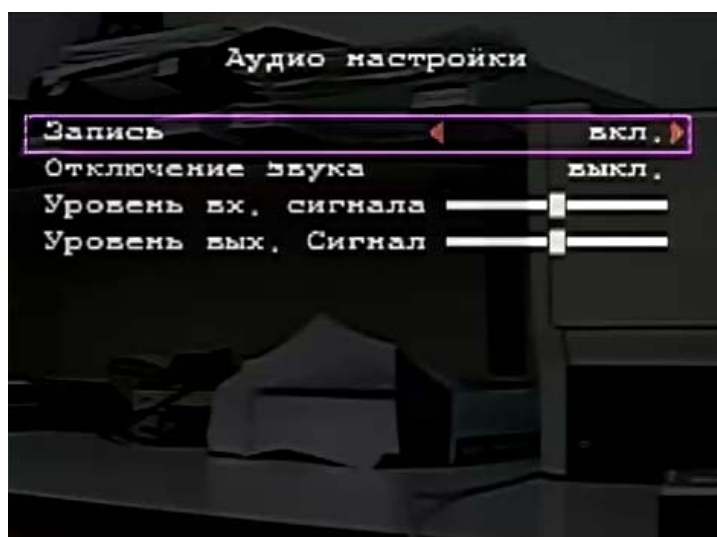 Аудио настройки
Запись вкл.
Отключение звука выкл.
Уровень вх. сигнала
Уровень вых. Сигнал